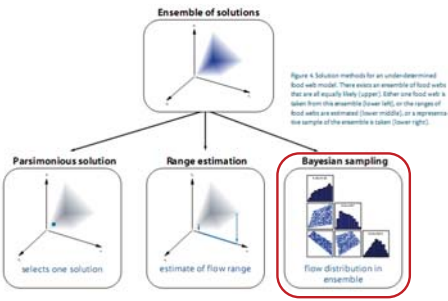 Ensemble of solutions
Figure 4. Solution methods for an under-determined
food web model. There exists an ensemble of food webs
that are all equally likely (upper). Either one food web is
taken from this ensemble (lower left), or the ranges of
food webs are estimated (lower middle), or a representa-
tive sample of the ensemble is taken (lower right).
Parsimonious solution
selects one solution
Range estimation
estimate of flow range
Bayesian sampling
flow distribution in
ensemble